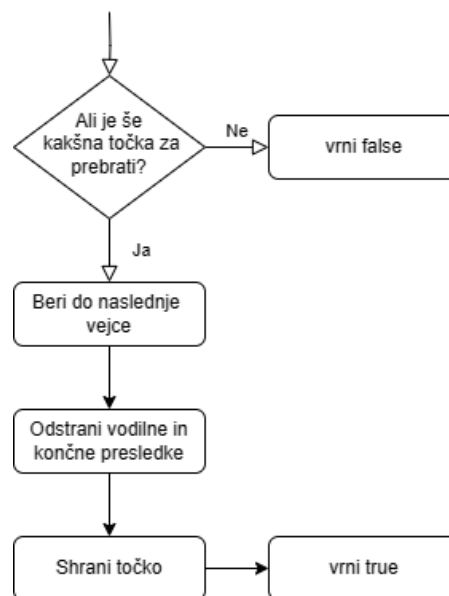 Ali je še
kakšna točka za
prebrati?
Ne
vrni false
Ja
Beri do naslednje
vejce
Odstrani vodilne in
končne presledke
Shrani točko
vrni true